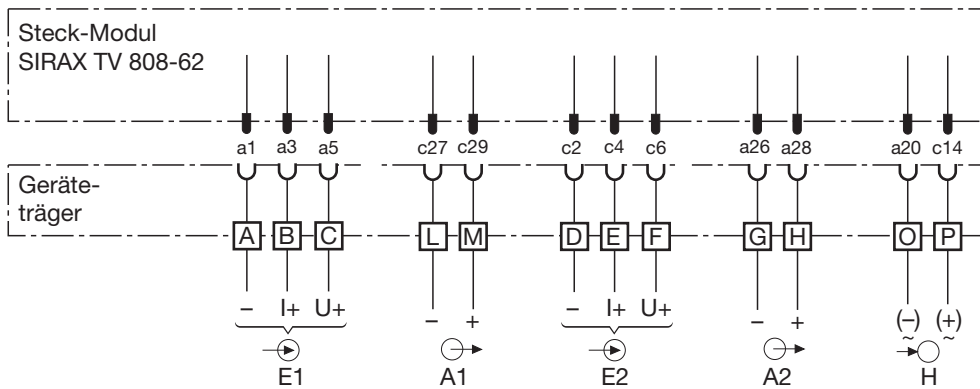 Steck-Modul
SIRAX TV 808-62
a1 a3 a5 c27 c29 c2 c4 c6 a26 a28 a20 c14
Geräte-
träger
A B C L M D E F G H O P
– I+ U+ – + – I+ U+ – + (–) (+)
~ ~
E1 A1 E2 A2 H